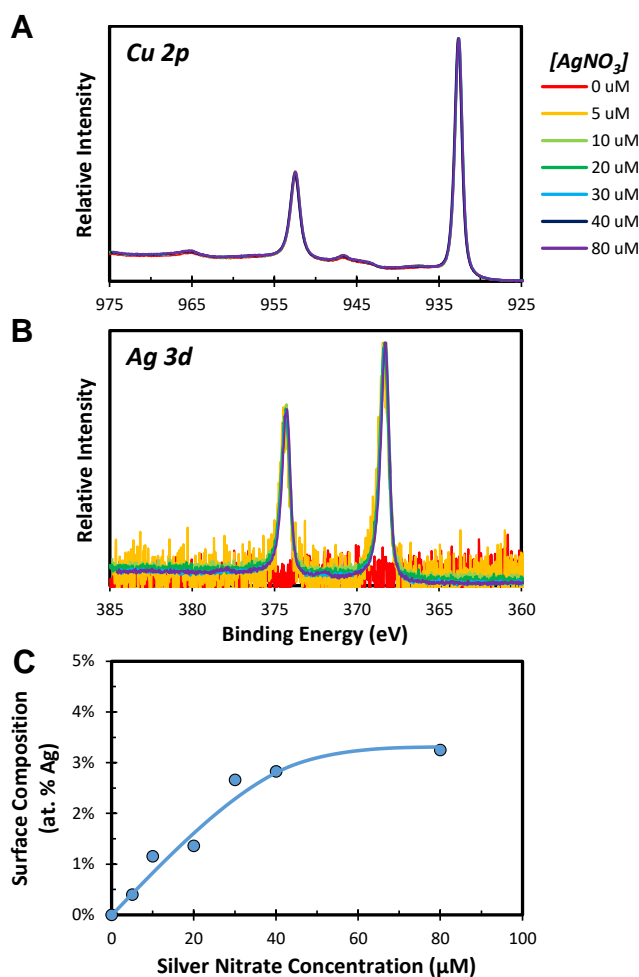 A
Cu 2p
Relative Intensity
975 965 955 945 935 925
[AgNO3]
0 uM
5 uM
10 uM
20 uM
30 uM
40 uM
80 uM
B
Ag 3d
Relative Intensity
385 380 375 370 365 360
Binding Energy (eV)
C
Surface Composition
(at. % Ag)
5%
4%
3%
2%
1%
0%
0 20 40 60 80 100
Silver Nitrate Concentration (µM)